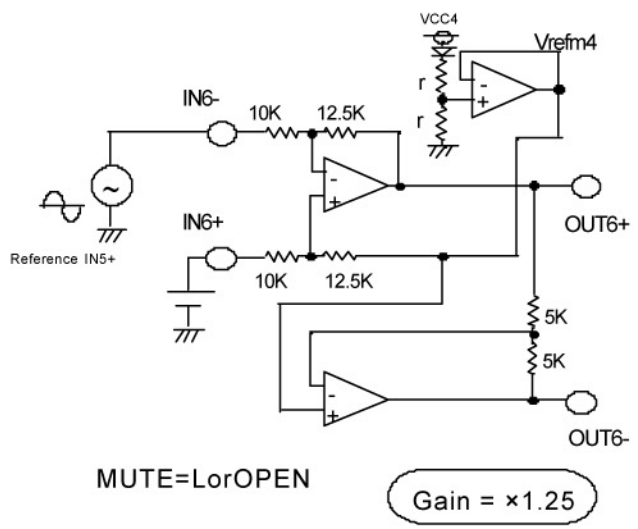 VCC4
Vrefm4
r
r
IN6-
10K
12.5K
-
+
-
+
~
OUT6+
IN6+
Reference IN5+
10K
12.5K
5K
5K
-
+
OUT6-
MUTE=LorOPEN
Gain = ×1.25